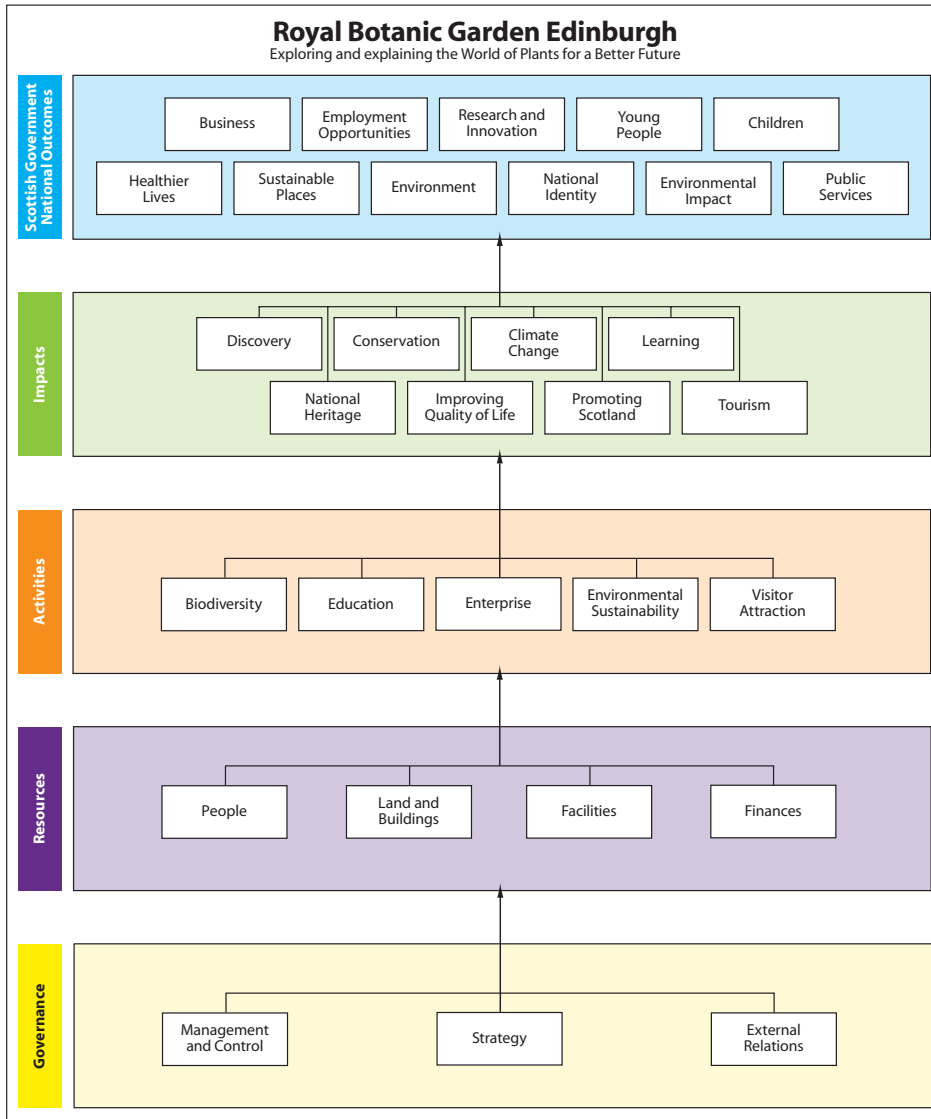 Royal Botanic Garden Edinburgh
Exploring and explaining the World of Plants for a Better Future
Scottish Government
National Outcomes
Business
Employment
Opportunities
Research and
Innovation
Young
People
Children
Healthier
Lives
Sustainable
Places
Environment
National
Identity
Environmental
Impact
Public
Services
Impacts
Discovery
Conservation
Climate
Change
Learning
National
Heritage
Improving
Quality of Life
Promoting
Scotland
Tourism
Activities
Biodiversity
Education
Enterprise
Environmental
Sustainability
Visitor
Attraction
Resources
People
Land and
Buildings
Facilities
Finances
Governance
Management
and Control
Strategy
External
Relations